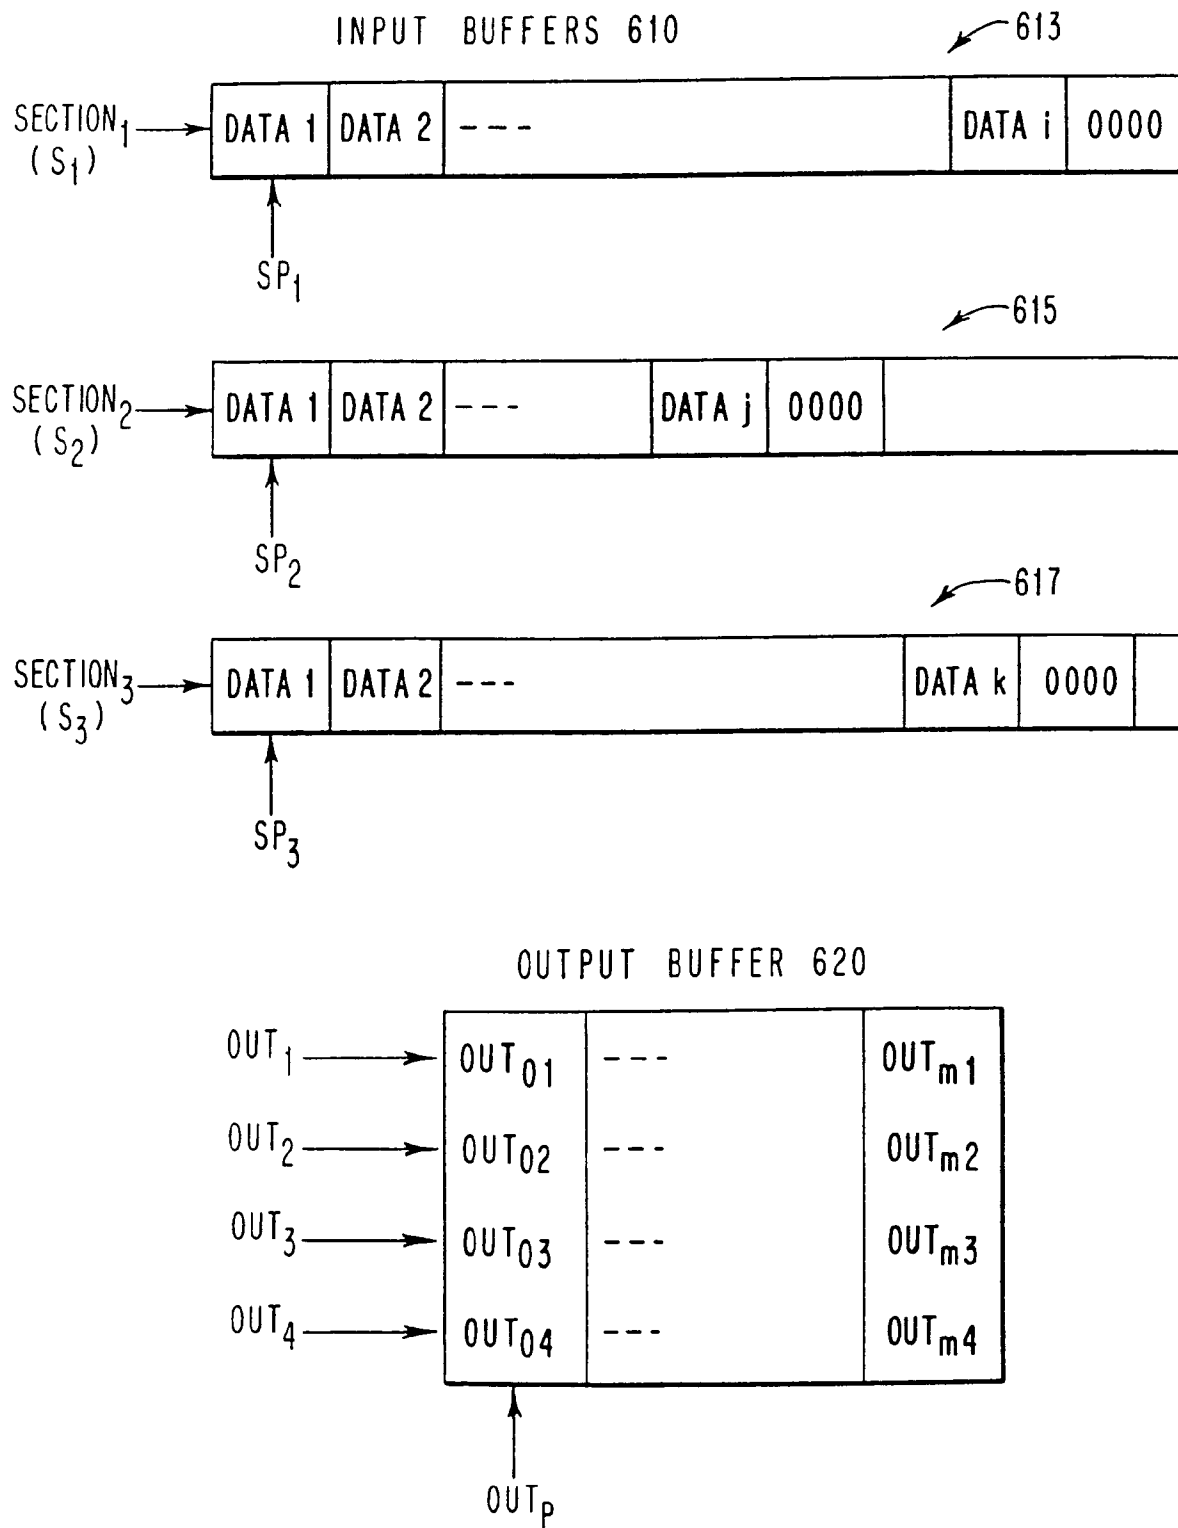 INPUT BUFFERS 610
613
SECTION₁ DATA 1 DATA 2 --- DATA i 0000
(S₁)
SP₁
615
SECTION₂ DATA 1 DATA 2 --- DATA j 0000
(S₂)
SP₂
617
SECTION₃ DATA 1 DATA 2 --- DATA k 0000
(S₃)
SP₃
OUTPUT BUFFER 620
OUT₁ OUT₀₁ --- OUTₘ₁
OUT₂ OUT₀₂ --- OUTₘ₂
OUT₃ OUT₀₃ --- OUTₘ₃
OUT₄ OUT₀₄ --- OUTₘ₄
OUTₚ